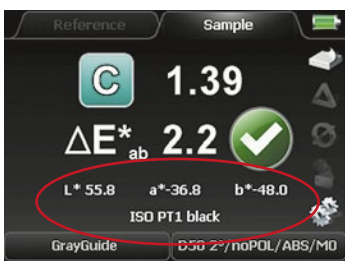 Reference Sample
C 1.39
ΔE*ab 2.2
L* 55.8 a*-36.8 b*-48.0
ISO PT1 black
GrayGuide D50 2°/noPOL/ABS/M0